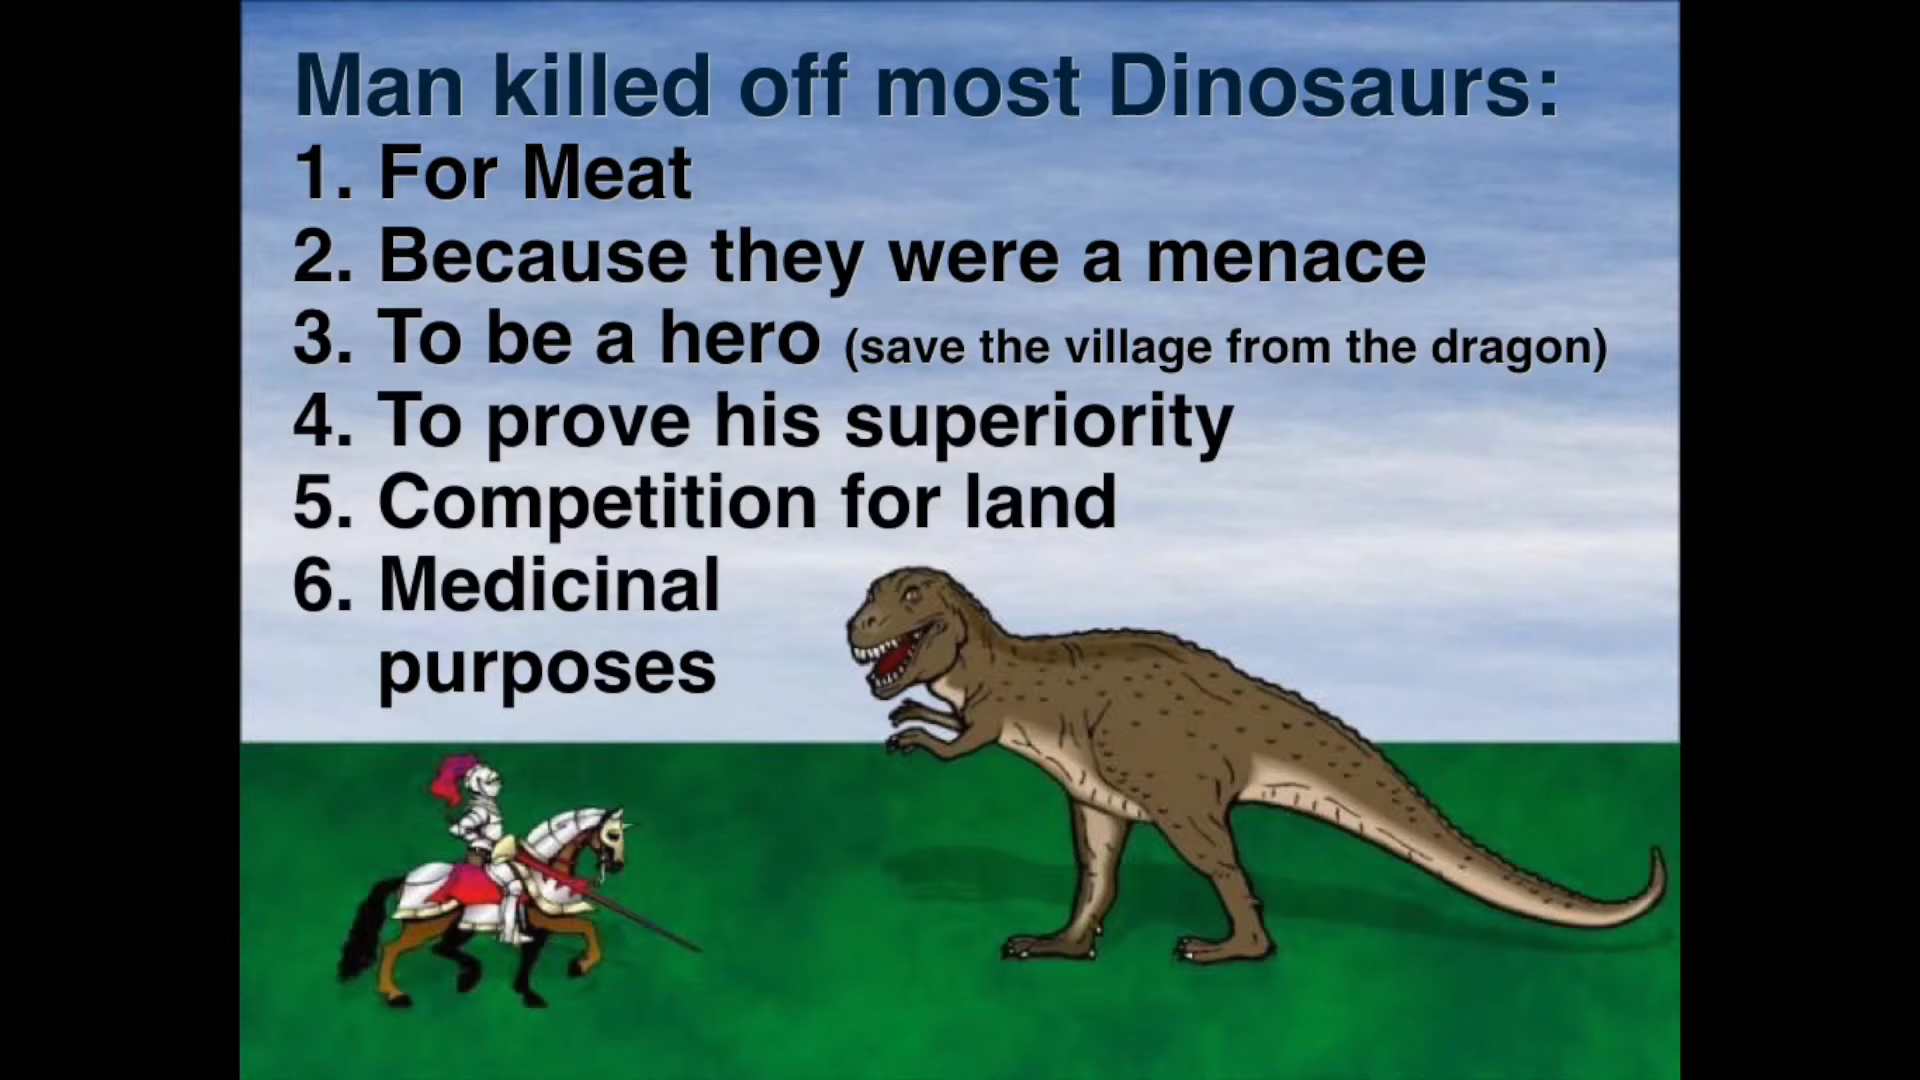 Man killed off most Dinosaurs:
1. For Meat
2. Because they were a menace
3. To be a hero (save the village from the dragon)
4. To prove his superiority
5. Competition for land
6. Medicinal
purposes